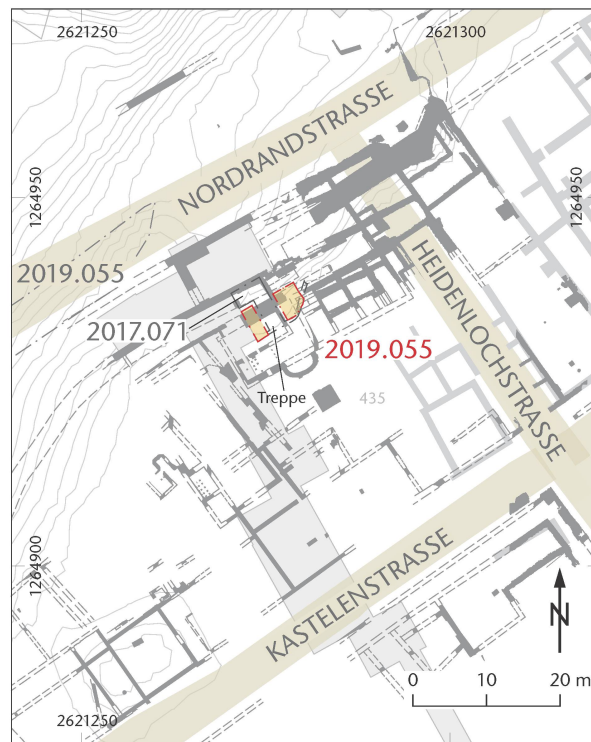 2621250
2621300
NORDRANDSTRASSE
1264950
1264950
2019.055
HEIDENLOCHSTRASSE
2017.071
2019.055
Treppe
435
1264900
KASTELENSTRASSE
N
2621250
0 10 20 m